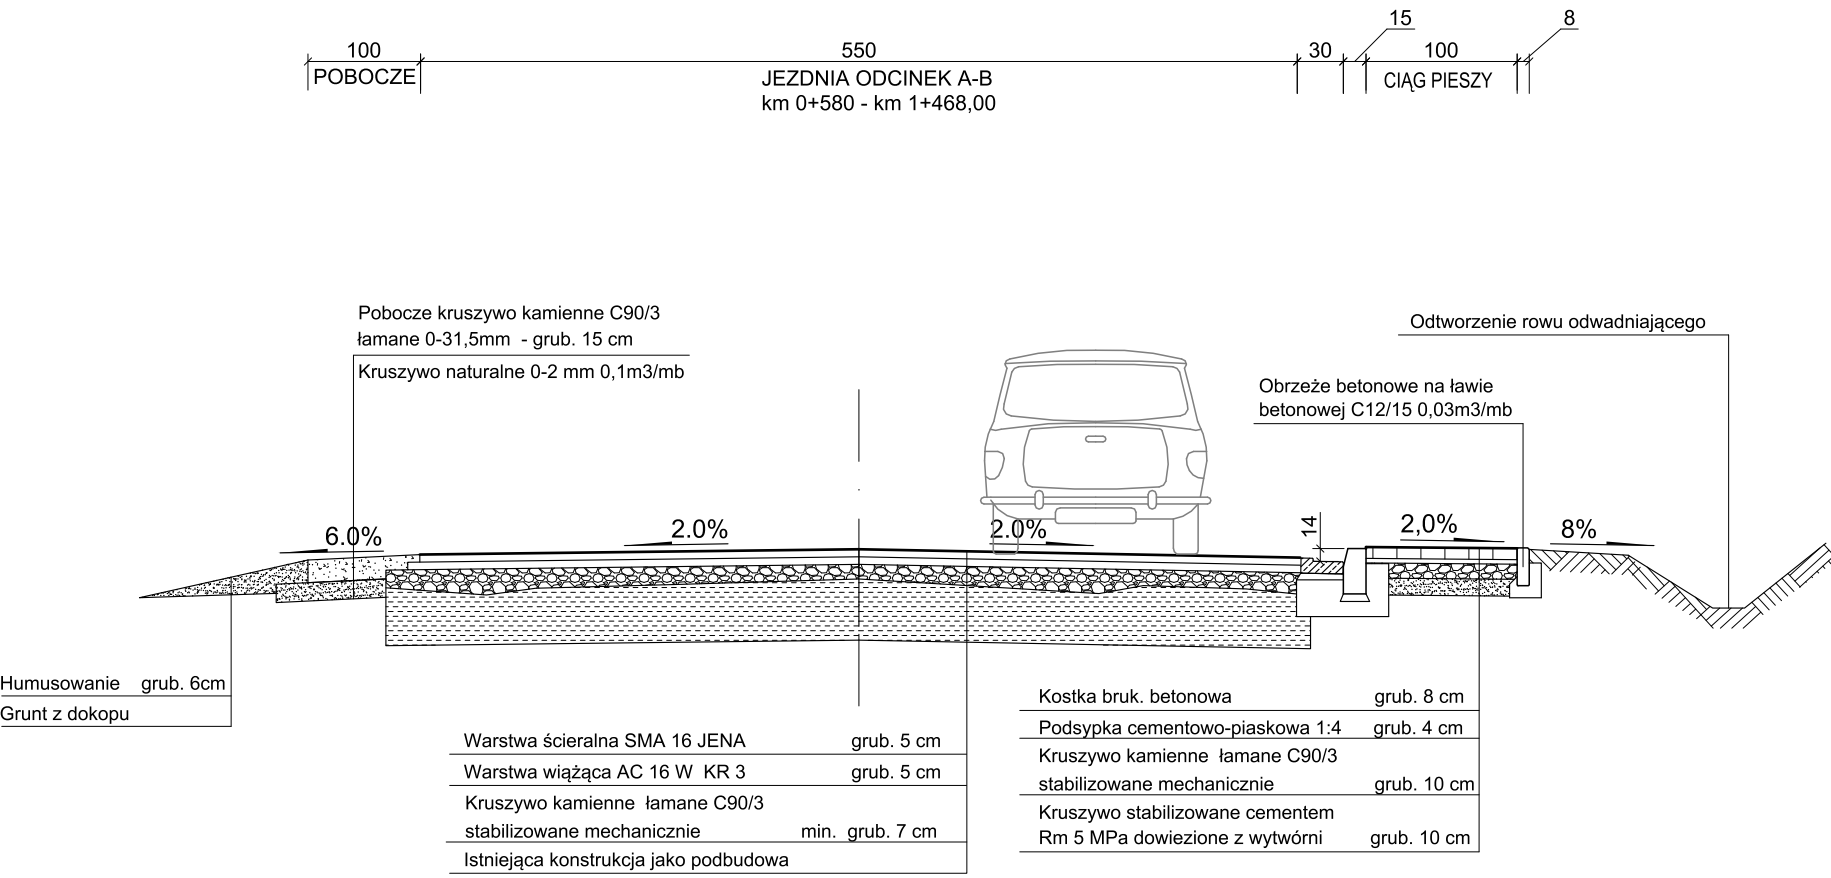 15
8
100
550
30
100
POBOCZE
JEZDNIA ODCINEK A-B
km 0+580 - km 1+468,00
CIĄG PIESZY
Pobocze kruszywo kamienne C90/3
łamane 0-31,5mm - grub. 15 cm
Kruszywo naturalne 0-2 mm 0,1m3/mb
Odtworzenie rowu odwadniającego
Obrzeże betonowe na ławie
betonowej C12/15 0,03m3/mb
6.0%
2.0%
2.0%
14
2,0%
8%
Humusowanie grub. 6cm
Grunt z dokopu
Warstwa ścieralna SMA 16 JENA grub. 5 cm
Warstwa wiążąca AC 16 W KR 3 grub. 5 cm
Kruszywo kamienne łamane C90/3
stabilizowane mechanicznie min. grub. 7 cm
Istniejąca konstrukcja jako podbudowa
Kostka bruk. betonowa grub. 8 cm
Podsypka cementowo-piaskowa 1:4 grub. 4 cm
Kruszywo kamienne łamane C90/3
stabilizowane mechanicznie grub. 10 cm
Kruszywo stabilizowane cementem
Rm 5 MPa dowiezione z wytwórni grub. 10 cm